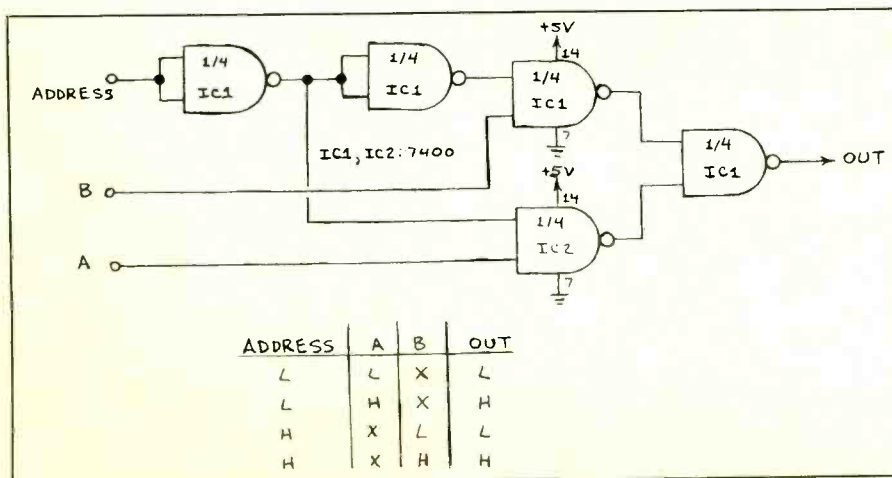 +5V
14
1/4
IC1
1/4
IC1
1/4
IC1
ADDRESS
7
1/4
IC1
OUT
IC1, IC2: 7400
+5V
14
B
1/4
IC2
A
7
ADDRESS A B OUT
L L X L
L H X H
H X L L
H X H H